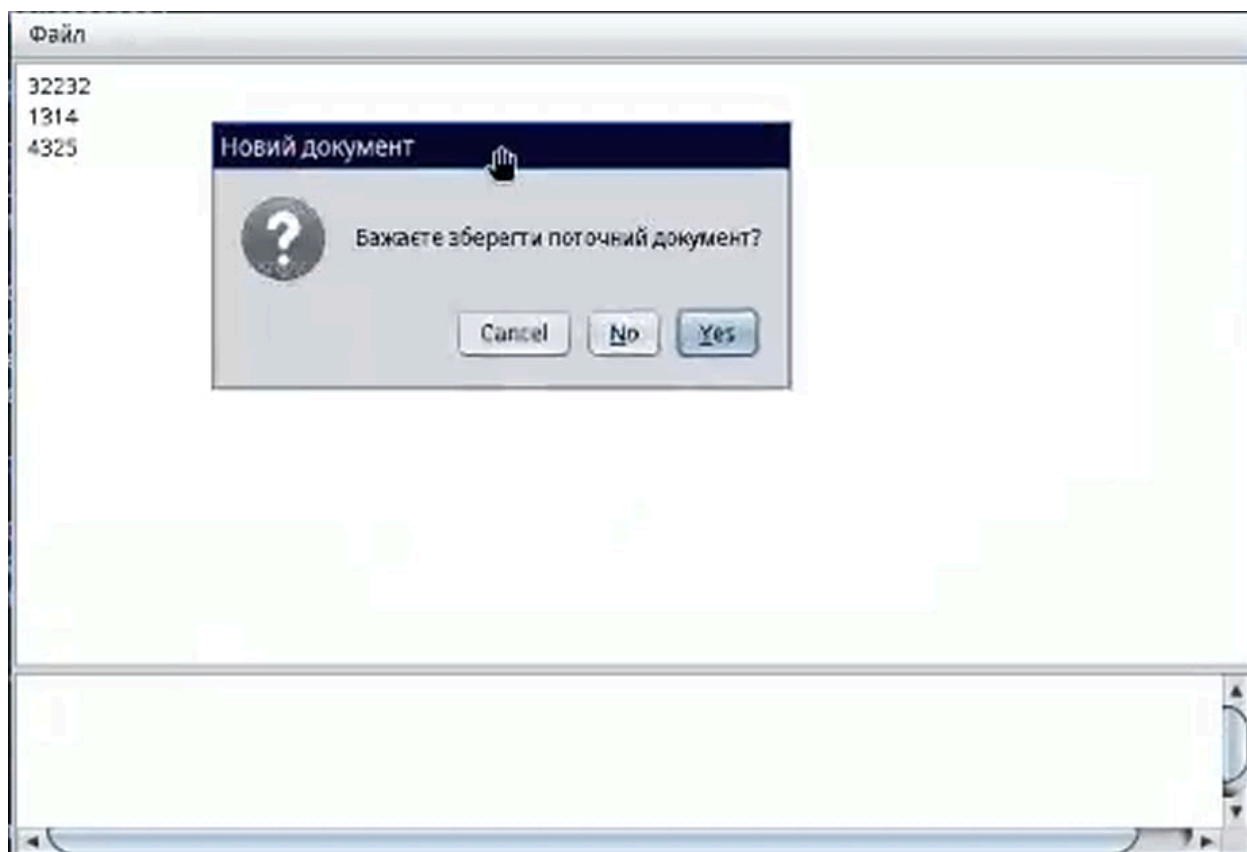 Файл
32232
1314
4325
Новий документ
Бажаєте зберегти поточний документ?
Cancel
No
Yes